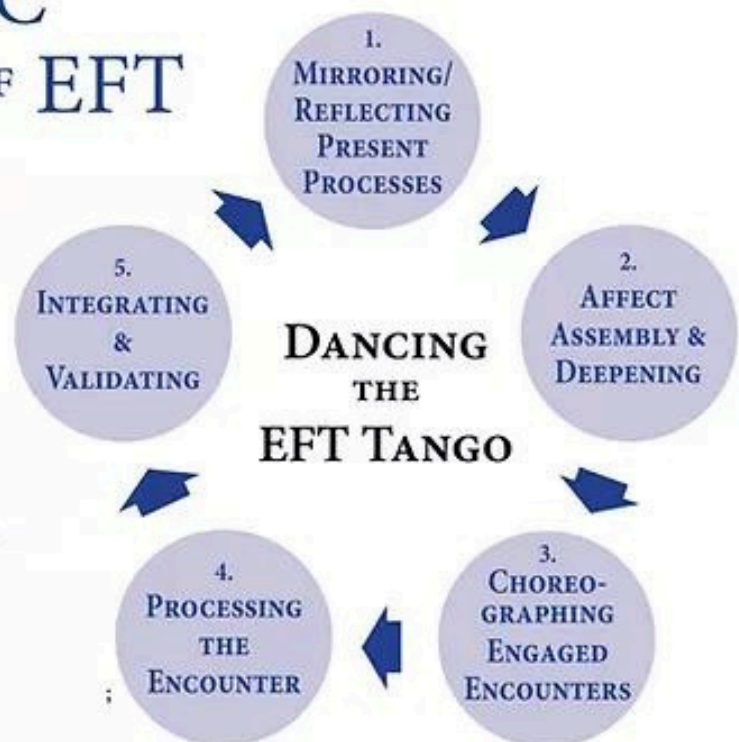 C
F EFT
1.
MIRRORING/
REFLECTING
PRESENT
PROCESSES
2.
AFFECT
ASSEMBLY &
DEEPENING
3.
CHOREO-
GRAPHING
ENGAGED
ENCOUNTERS
4.
PROCESSING
THE
ENCOUNTER
5.
INTEGRATING
&
VALIDATING
DANCING
THE
EFT TANGO
;